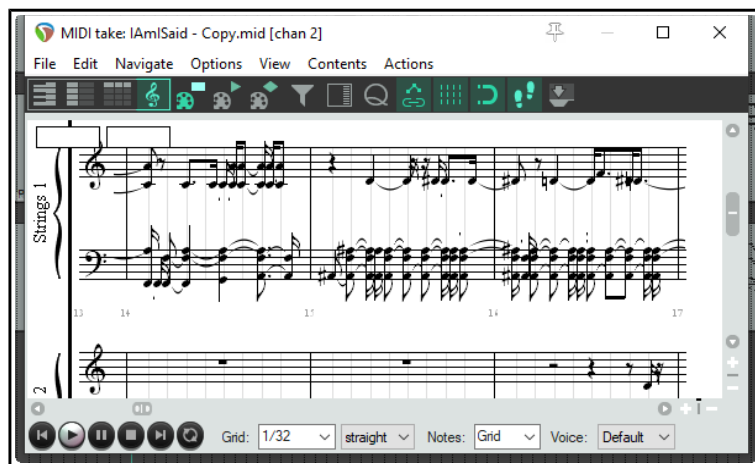 MIDI take: IAmISaid - Copy.mid [chan 2]
File Edit Navigate Options View Contents Actions
Strings 1
13 14 15 16 17
2
Grid: 1/32 straight Notes: Grid Voice: Default